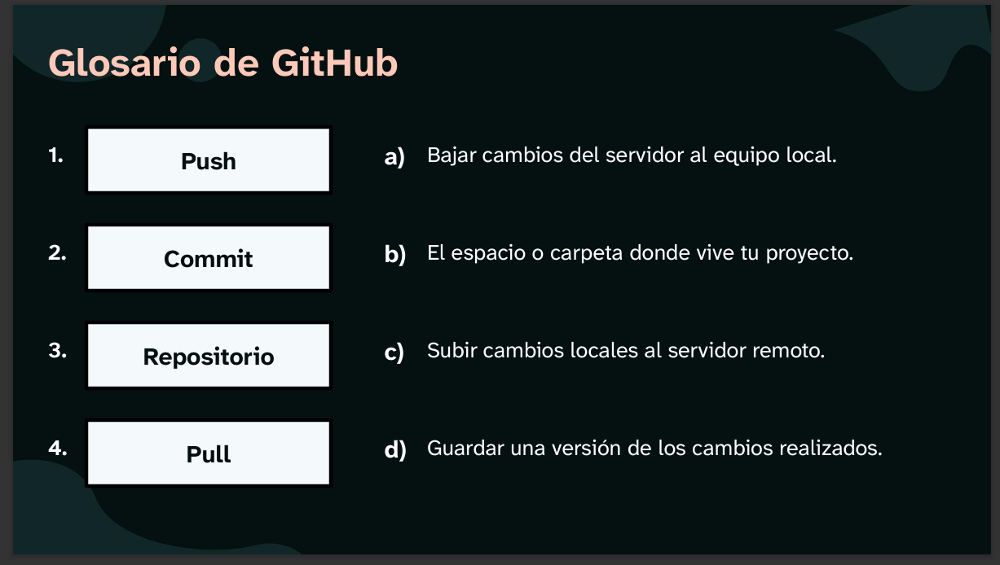 Glosario de GitHub
1. Push a) Bajar cambios del servidor al equipo local.
2. Commit b) El espacio o carpeta donde vive tu proyecto.
3. Repositorio c) Subir cambios locales al servidor remoto.
4. Pull d) Guardar una versión de los cambios realizados.